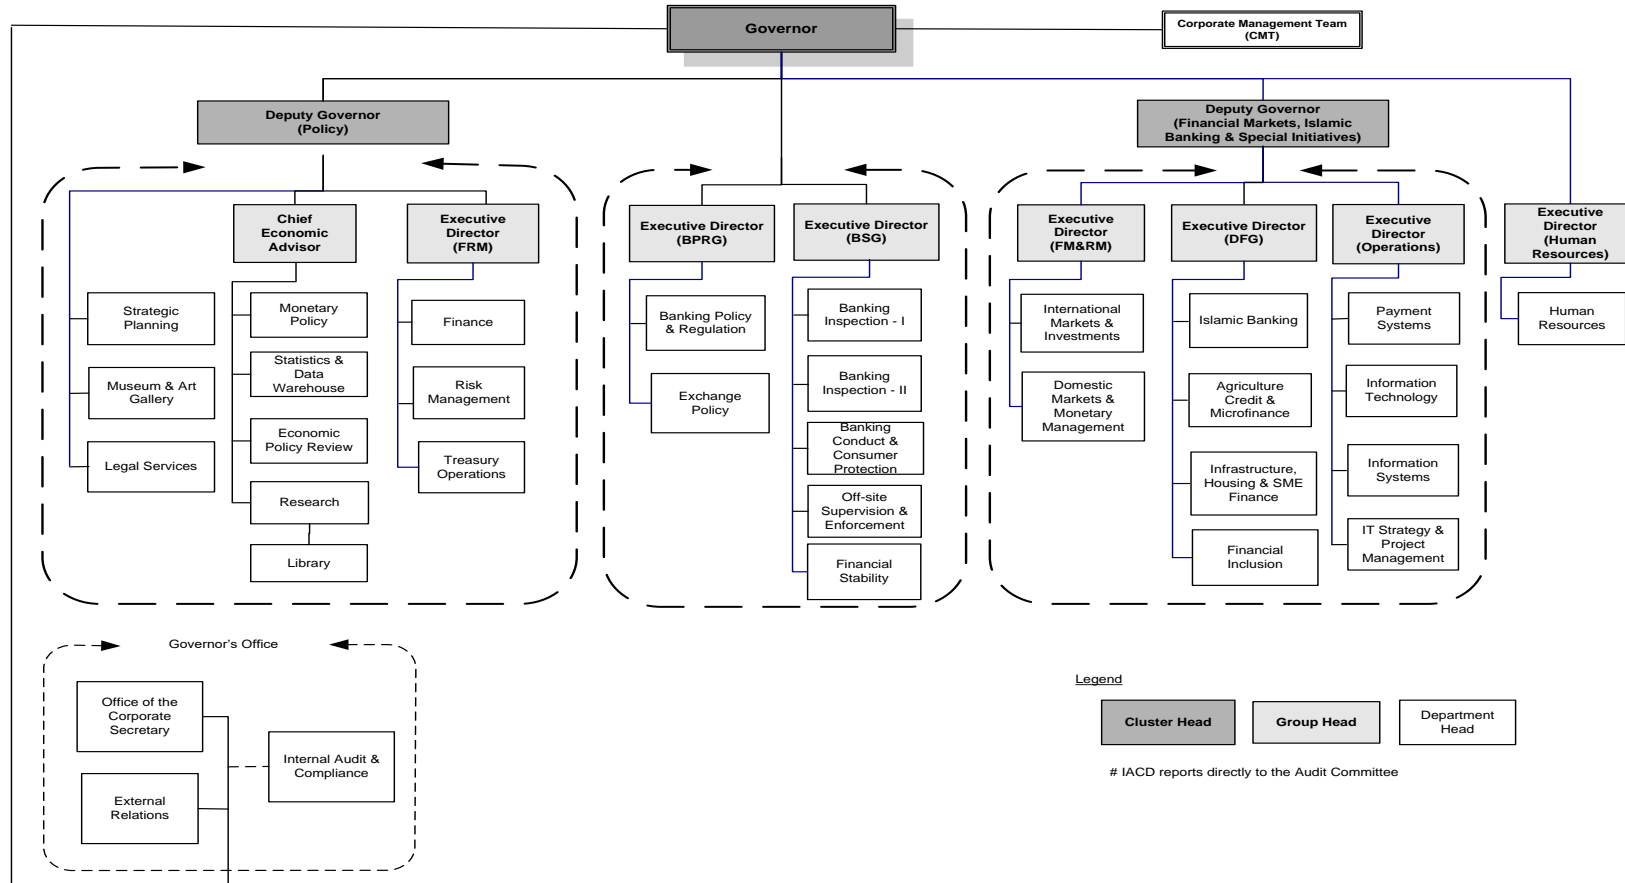 Governor
Corporate Management Team
(CMT)
Deputy Governor
(Policy)
Deputy Governor
(Financial Markets, Islamic
Banking & Special Initiatives)
Chief
Economic
Advisor
Executive
Director
(FRM)
Executive Director
(BPRG)
Executive Director
(BSG)
Executive
Director
(FM&RM)
Executive Director
(DFG)
Executive
Director
(Operations)
Executive
Director
(Human
Resources)
Strategic
Planning
Museum & Art
Gallery
Legal Services
Monetary
Policy
Statistics &
Data
Warehouse
Economic
Policy Review
Research
Library
Finance
Risk
Management
Treasury
Operations
Banking Policy
& Regulation
Exchange
Policy
Banking
Inspection - I
Banking
Inspection - II
Banking
Conduct &
Consumer
Protection
Off-site
Supervision &
Enforcement
Financial
Stability
International
Markets &
Investments
Domestic
Markets &
Monetary
Management
Islamic Banking
Agriculture
Credit &
Microfinance
Infrastructure,
Housing & SME
Finance
Financial
Inclusion
Payment
Systems
Information
Technology
Information
Systems
IT Strategy &
Project
Management
Human
Resources
Governor's Office
Office of the
Corporate
Secretary
Internal Audit &
Compliance
External
Relations
Legend
Cluster Head
Group Head
Department
Head
# IACD reports directly to the Audit Committee